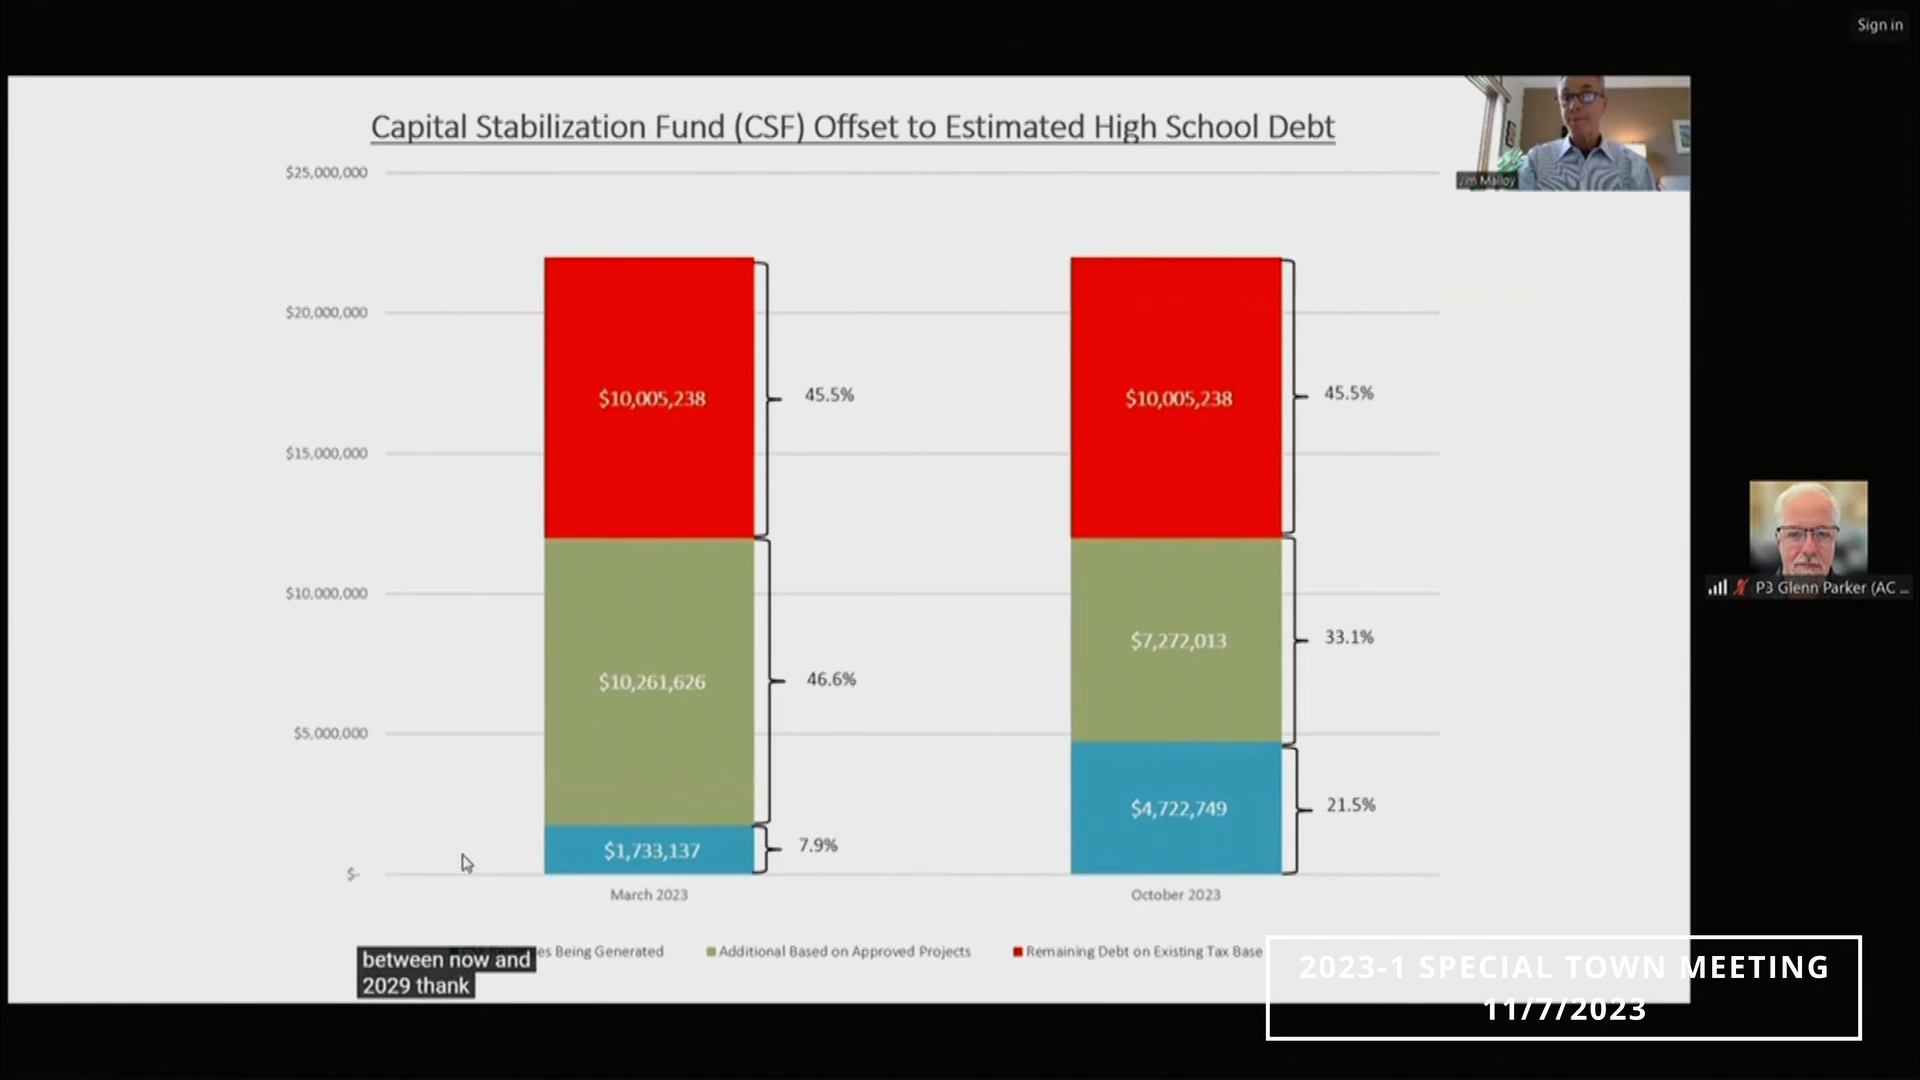 Sign in
Capital Stabilization Fund (CSF) Offset to Estimated High School Debt
Jim Malloy
$25,000,000
$20,000,000
$15,000,000
$10,000,000
$5,000,000
$-
$10,005,238
45.5%
$10,261,626
46.6%
$1,733,137
7.9%
$10,005,238
45.5%
$7,272,013
33.1%
$4,722,749
21.5%
P3 Glenn Parker (AC ...
March 2023
October 2023
Being Generated
Additional Based on Approved Projects
Remaining Debt on Existing Tax Base
between now and
2029 thank
2023-1 SPECIAL TOWN MEETING
11/7/2023